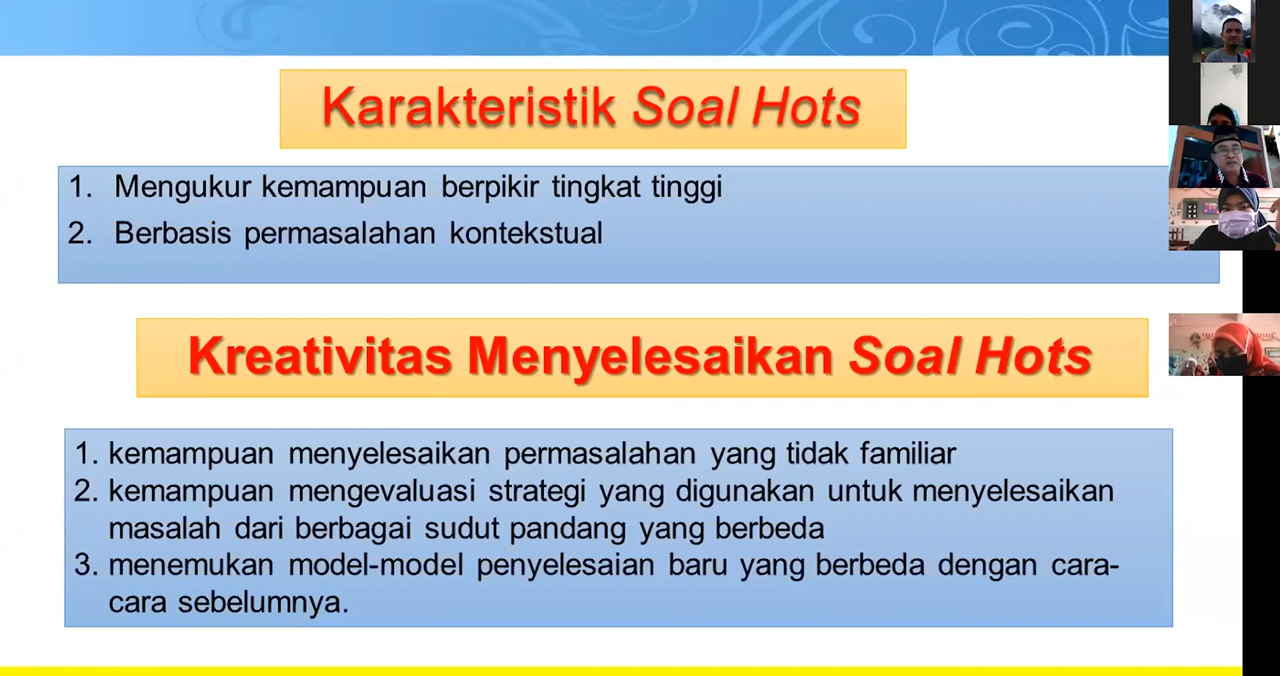 Karakteristik Soal Hots
1. Mengukur kemampuan berpikir tingkat tinggi
2. Berbasis permasalahan kontekstual
Kreativitas Menyelesaikan Soal Hots
1. kemampuan menyelesaikan permasalahan yang tidak familiar
2. kemampuan mengevaluasi strategi yang digunakan untuk menyelesaikan
masalah dari berbagai sudut pandang yang berbeda
3. menemukan model-model penyelesaian baru yang berbeda dengan cara-
cara sebelumnya.